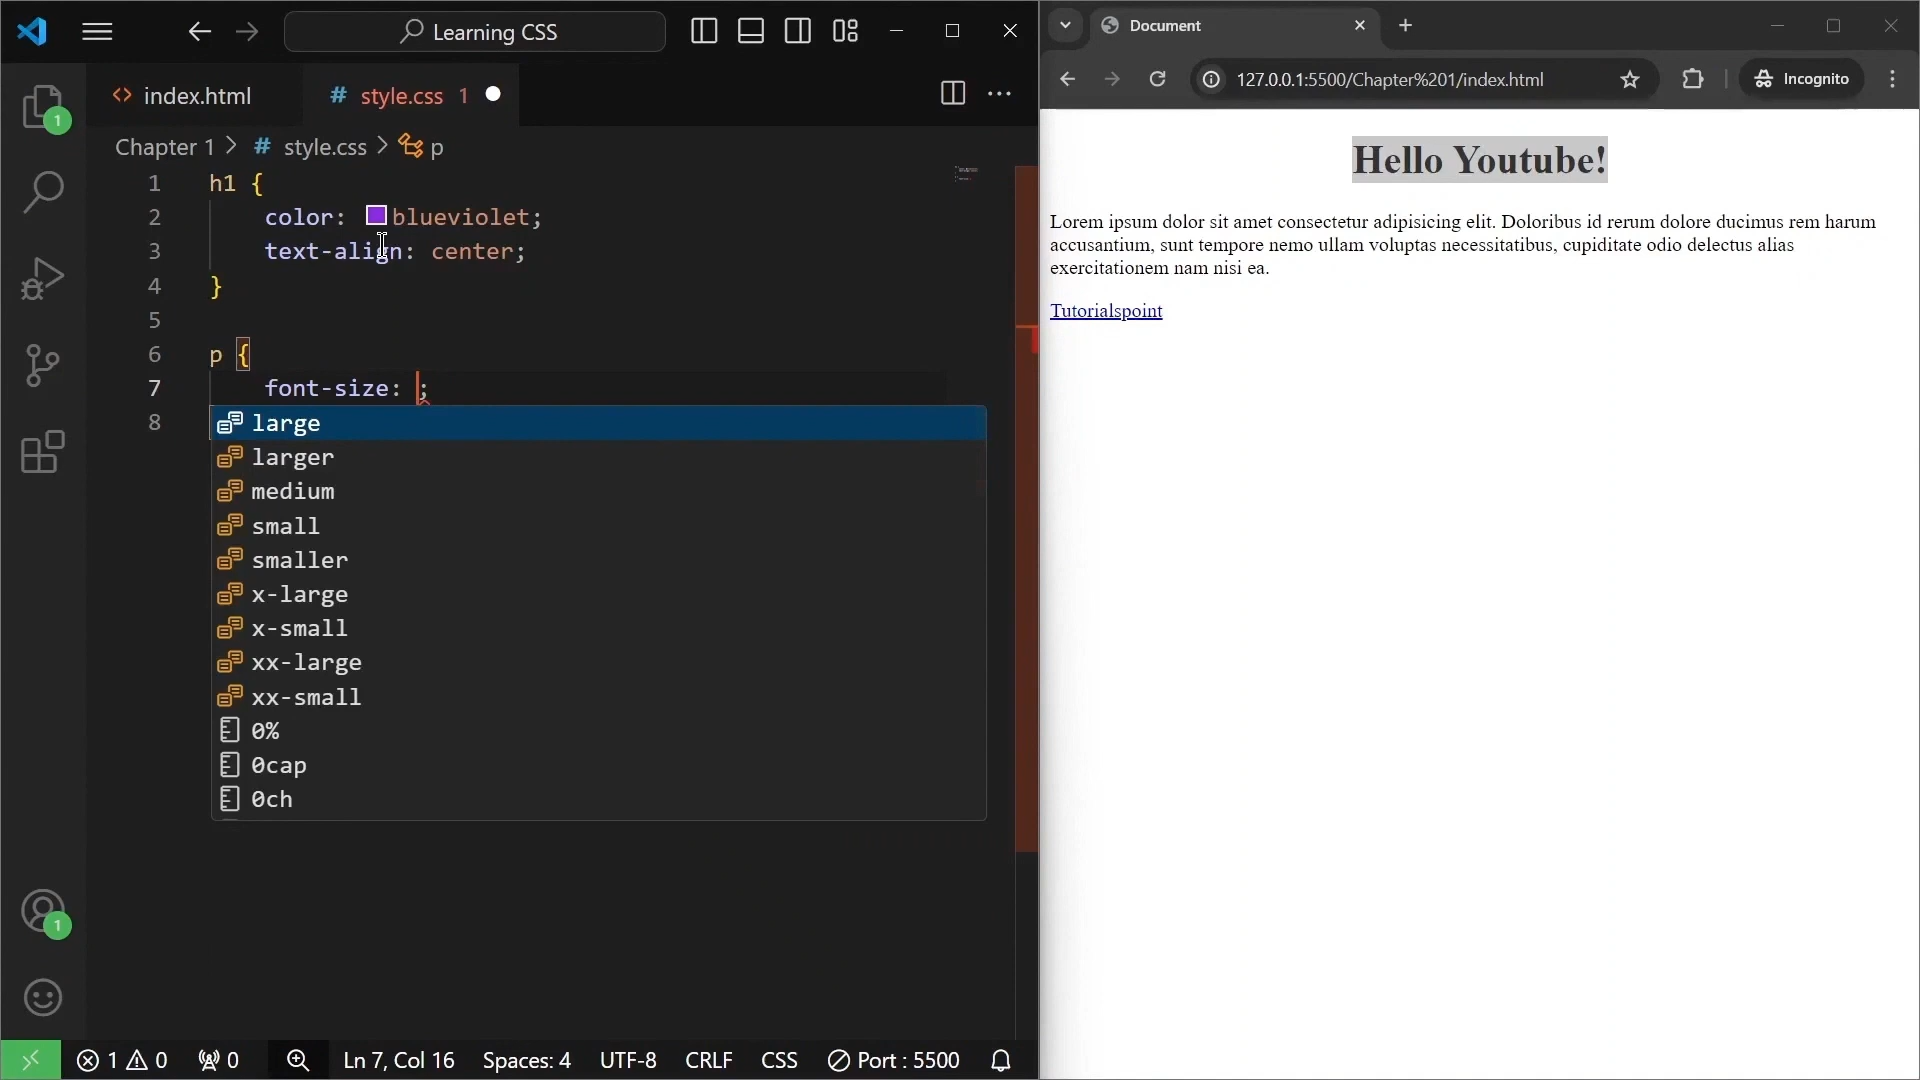 Learning CSS
index.html
# style.css 1
Chapter 1 > # style.css > p
1 h1 {
2 color: blueviolet;
3 text-align: center;
4 }
5
6 p {
7 font-size: ;
8
large
larger
medium
small
smaller
x-large
x-small
xx-large
xx-small
0%
0cap
0ch
1
1
1 0 0 Ln 7, Col 16 Spaces: 4 UTF-8 CRLF CSS Port : 5500
Document
127.0.0.1:5500/Chapter%201/index.html
Incognito
Hello Youtube!
Lorem ipsum dolor sit amet consectetur adipisicing elit. Doloribus id rerum dolore ducimus rem harum
accusantium, sunt tempore nemo ullam voluptas necessitatibus, cupiditate odio delectus alias
exercitationem nam nisi ea.
Tutorialspoint